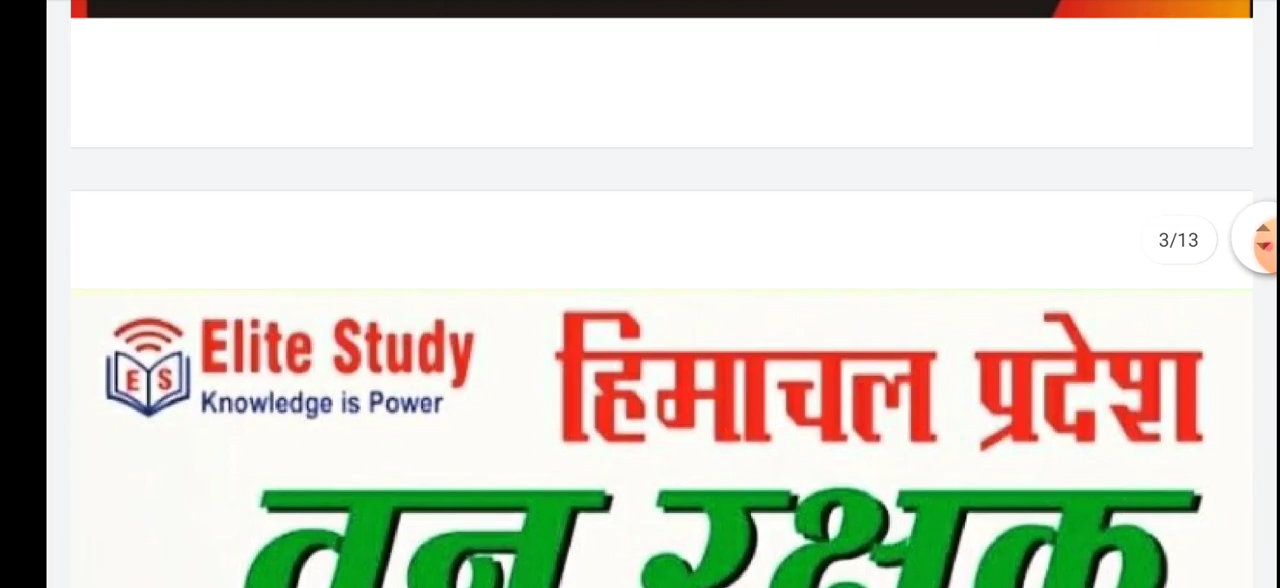 3/13
Elite Study
Knowledge is Power
E S
हिमाचल प्रदेश
वन रक्षक